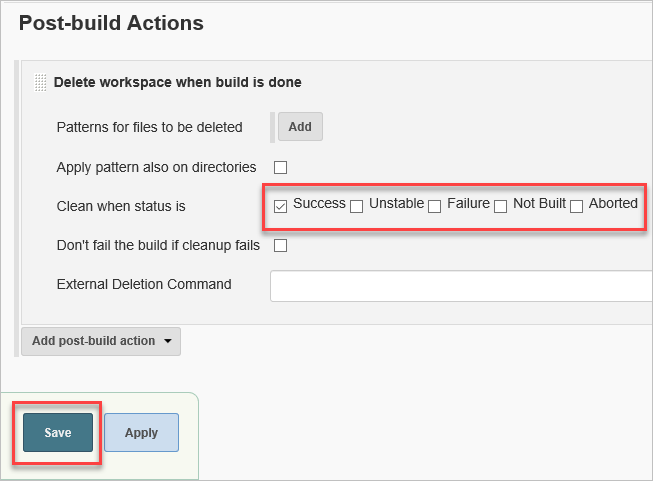 Post-build Actions
Delete workspace when build is done
Patterns for files to be deleted Add
Apply pattern also on directories
Clean when status is Success Unstable Failure Not Built Aborted
Don't fail the build if cleanup fails
External Deletion Command
Add post-build action
Save Apply